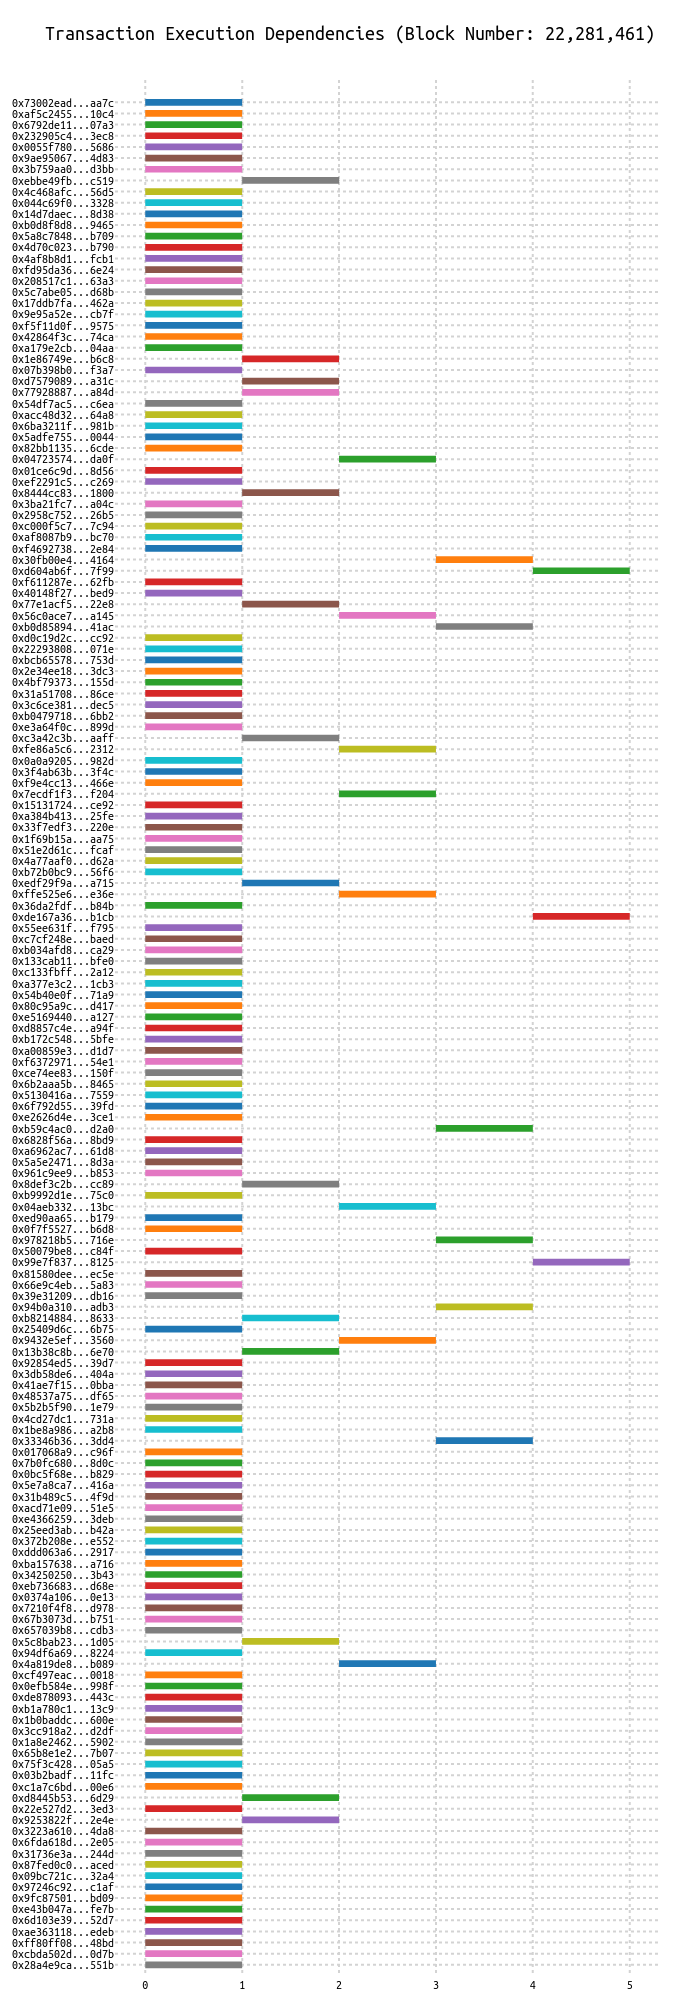 Transaction Execution Dependencies (Block Number: 22,281,461)
0x73002ead...aa7c
0xaf5c2455...10c4
0x6792de11...07a3
0x232905c4...3ec8
0x0055f780...5686
0x9ae95067...4d83
0x3b759aa0...d3bb
0xebbe49fb...c519
0x4c468afc...56d5
0x044c69f0...3328
0x14d7daec...8d38
0xb0d8f8d8...9465
0x5a8c7848...b709
0x4d70c023...b790
0x4af8b8d1...fcb1
0xfd95da36...6e24
0x208517c1...63a3
0x5c7abe05...d68b
0x17ddb7fa...462a
0x9e95a52e...cb7f
0xf5f11d0f...9575
0x42864f3c...74ca
0xa179e2cb...04aa
0x1e86749e...b6c8
0x07b398b0...f3a7
0xd7579089...a31c
0x77928887...a84d
0x54df7ac5...c6ea
0xacc48d32...64a8
0x6ba3211f...981b
0x5adfe755...0044
0x82bb1135...6cde
0x04723574...da0f
0x01ce6c9d...8d56
0xef2291c5...c269
0x8444cc83...1800
0x3ba21fc7...a04c
0x2958c752...26b5
0xc000f5c7...7c94
0xaf8087b9...bc70
0xf4692738...2e84
0x30fb00e4...4164
0xd604ab6f...7f99
0xf611287e...62fb
0x40148f27...bed9
0x77e1acf5...22e8
0x56c0ace7...a145
0xb0d85894...41ac
0xd0c19d2c...cc92
0x22293808...071e
0xbcb65578...753d
0x2e34ee18...3dc3
0x4bf79373...155d
0x31a51708...86ce
0x3c6ce381...dec5
0xb0479718...6bb2
0xe3a64f0c...899d
0xc3a42c3b...aaff
0xfe86a5c6...2312
0x0a0a9205...982d
0x3f4ab63b...3f4c
0xf9e4cc13...466e
0x7ecdf1f3...f204
0x15131724...ce92
0xa384b413...25fe
0x33f7edf3...220e
0x1f69b15a...aa75
0x51e2d61c...fcaf
0x4a77aaf0...d62a
0xb72b0bc9...56f6
0xedf29f9a...a715
0xffe525e6...e36e
0x36da2fdf...b84b
0xde167a36...b1cb
0x55ee631f...f795
0xc7cf248e...baed
0xb034afd8...ca29
0x133cab11...bfe0
0xc133fbff...2a12
0xa377e3c2...1cb3
0x54b40e0f...71a9
0x80c95a9c...d417
0xe5169440...a127
0xd8857c4e...a94f
0xb172c548...5bfe
0xa00859e3...d1d7
0xf6372971...54e1
0xce74ee83...150f
0x6b2aaa5b...8465
0x5130416a...7559
0x6f792d55...39fd
0xe2626d4e...3ce1
0xb59c4ac0...d2a0
0x6828f56a...8bd9
0xa6962ac7...61d8
0x5a5e2471...8d3a
0x961c9ee9...b853
0x8def3c2b...cc89
0xb9992d1e...75c0
0x04aeb332...13bc
0xed90aa65...b179
0x0f7f5527...b6d8
0x978218b5...716e
0x50079be8...c84f
0x99e7f837...8125
0x81580dee...ec5e
0x66e9c4eb...5a83
0x39e31209...db16
0x94b0a310...adb3
0xb8214884...8633
0x25409d6c...6b75
0x9432e5ef...3560
0x13b38c8b...6e70
0x92854ed5...39d7
0x3db58de6...404a
0x41ae7f15...0bba
0x48537a75...df65
0x5b2b5f90...1e79
0x4cd27dc1...731a
0x1be8a986...a2b8
0x33346b36...3dd4
0x017068a9...c96f
0x7b0fc680...8d0c
0x0bc5f68e...b829
0x5e7a8ca7...416a
0x31b489c5...4f9d
0xacd71e09...51e5
0xe4366259...3deb
0x25eed3ab...b42a
0x372b208e...e552
0xddd063a6...2917
0xba157638...a716
0x34250250...3b43
0xeb736683...d68e
0x0374a106...0e13
0x7210f4f8...d978
0x67b3073d...b751
0x657039b8...cdb3
0x5c8bab23...1d05
0x94df6a69...8224
0x4a819de8...b089
0xcf497eac...0018
0x0efb584e...998f
0xde878093...443c
0xb1a780c1...13c9
0x1b0baddc...600e
0x3cc918a2...d2df
0x1a8e2462...5902
0x65b8e1e2...7b07
0x75f3c428...05a5
0x03b2badf...11fc
0xc1a7c6bd...00e6
0xd8445b53...6d29
0x22e527d2...3ed3
0x9253822f...2e4e
0x3223a610...4da8
0x6fda618d...2e05
0x31736e3a...244d
0x87fed0c0...aced
0x09bc721c...32a4
0x97246c92...c1af
0x9fc87501...bd09
0xe43b047a...fe7b
0x6d103e39...52d7
0xae363118...edeb
0xff80ff08...48bd
0xcbda502d...0d7b
0x28a4e9ca...551b
0 1 2 3 4 5